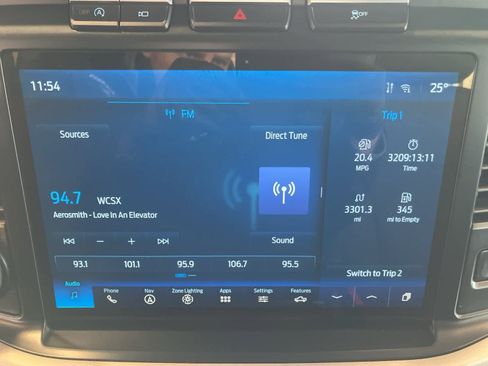 OFF
OFF
11:54
25°
FM
Trip 1
Sources
Direct Tune
20.4
MPG
3209:13:11
Time
94.7 WCSX
Aerosmith - Love In An Elevator
3301.3
mi
345
mi to Empty
Sound
93.1 101.1 95.9 106.7 95.5
Switch to Trip 2
Audio Phone Nav Zone Lighting Apps Settings Features